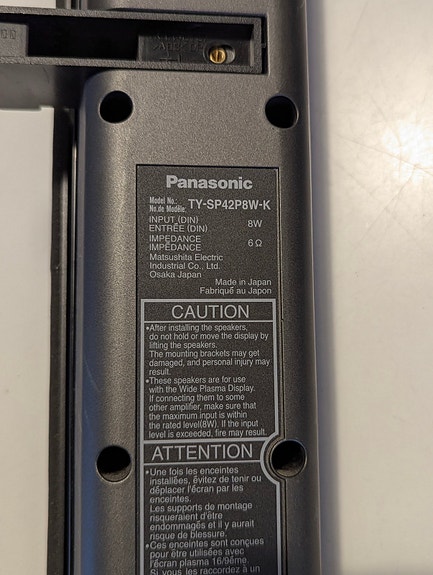 Panasonic
Model No.: TY-SP42P8W-K
No.de Modèle:
INPUT (DIN) 8W
ENTRÉE (DIN)
IMPEDANCE 6 Ω
IMPÉDANCE
Matsushita Electric
Industrial Co., Ltd.
Osaka Japan
Made in Japan
Fabriqué au Japon
CAUTION
•After installing the speakers,
do not hold or move the display by
lifting the speakers.
The mounting brackets may get
damaged, and personal injury may
result.
•These speakers are for use
with the Wide Plasma Display.
If connecting them to some
other amplifier, make sure that
the maximum input is within
the rated level(8W). If the input
level is exceeded, fire may result.
ATTENTION
•Une fois les enceintes
installées, évitez de tenir ou
déplacer l'écran par les
enceintes.
Les supports de montage
risqueraient d'être
endommagés et il y aurait
risque de blessure.
•Ces enceintes sont conçues
pour être utilisées avec
l'écran plasma 16/9ème.
Si vous les raccordez à un